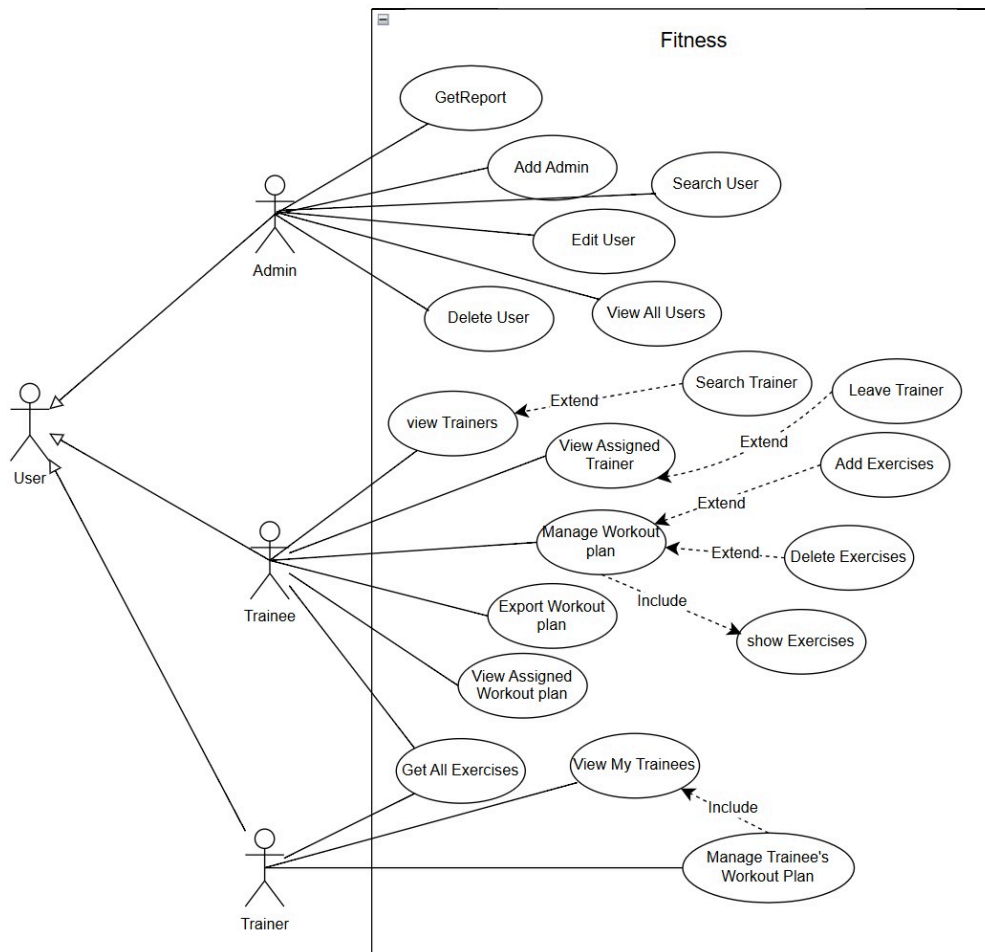 Fitness
GetReport
Add Admin
Search User
Edit User
Admin
View All Users
Delete User
Search Trainer
Leave Trainer
Extend
view Trainers
User
View Assigned
Trainer
Extend
Add Exercises
Extend
Manage Workout
plan
Extend
Delete Exercises
Trainee
Export Workout
plan
Include
show Exercises
View Assigned
Workout plan
Get All Exercises
View My Trainees
Include
Manage Trainee's
Workout Plan
Trainer